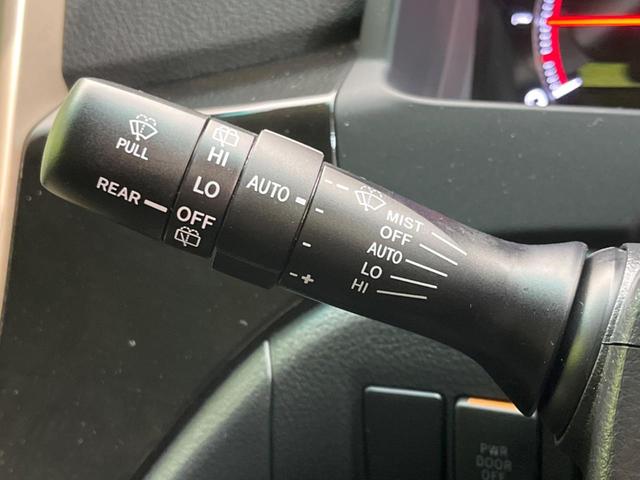 PULL
REAR
HI
LO
OFF
AUTO
- +
MIST
OFF
AUTO
LO
HI
PWR
DOOR
OFF